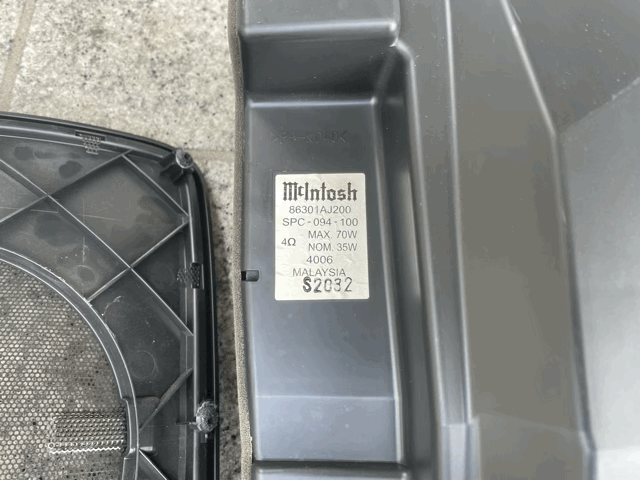 McIntosh
86301AJ200
SPC-094-100
MAX. 70W
4Ω NOM. 35W
4006
MALAYSIA
S2032